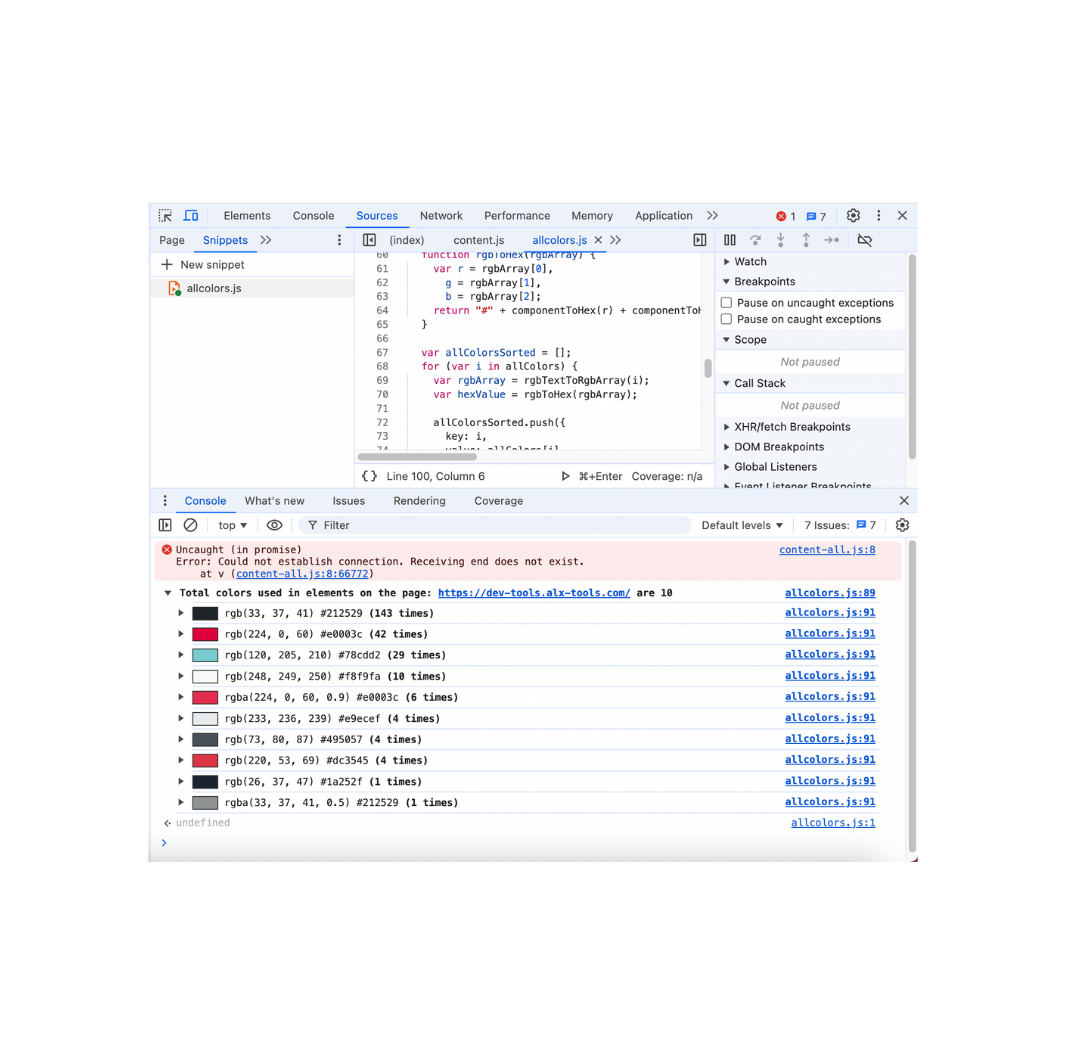 Elements Console Sources Network Performance Memory Application 1 7
Page Snippets (index) content.js allcolors.js
+ New snippet
allcolors.js
60 function rgbToHex(rgbArray) {
61 var r = rgbArray[0],
62 g = rgbArray[1],
63 b = rgbArray[2];
64 return "#" + componentToHex(r) + componentToH
65 }
66
67 var allColorsSorted = [];
68 for (var i in allColors) {
69 var rgbArray = rgbTextToRgbArray(i);
70 var hexValue = rgbToHex(rgbArray);
71
72 allColorsSorted.push({
73 key: i,
74 value: allColors[i]
{} Line 100, Column 6 ⌘+Enter Coverage: n/a
Watch
Breakpoints
Pause on uncaught exceptions
Pause on caught exceptions
Scope
Not paused
Call Stack
Not paused
XHR/fetch Breakpoints
DOM Breakpoints
Global Listeners
Event Listener Breakpoints
Console What's new Issues Rendering Coverage
top Filter Default levels 7 Issues: 7
Uncaught (in promise) content-all.js:8
Error: Could not establish connection. Receiving end does not exist.
at v (content-all.js:8:66772)
Total colors used in elements on the page: https://dev-tools.alx-tools.com/ are 10 allcolors.js:89
rgb(33, 37, 41) #212529 (143 times) allcolors.js:91
rgb(224, 0, 60) #e0003c (42 times) allcolors.js:91
rgb(120, 205, 210) #78cdd2 (29 times) allcolors.js:91
rgb(248, 249, 250) #f8f9fa (10 times) allcolors.js:91
rgba(224, 0, 60, 0.9) #e0003c (6 times) allcolors.js:91
rgb(233, 236, 239) #e9ecef (4 times) allcolors.js:91
rgb(73, 80, 87) #495057 (4 times) allcolors.js:91
rgb(220, 53, 69) #dc3545 (4 times) allcolors.js:91
rgb(26, 37, 47) #1a252f (1 times) allcolors.js:91
rgba(33, 37, 41, 0.5) #212529 (1 times) allcolors.js:91
undefined allcolors.js:1